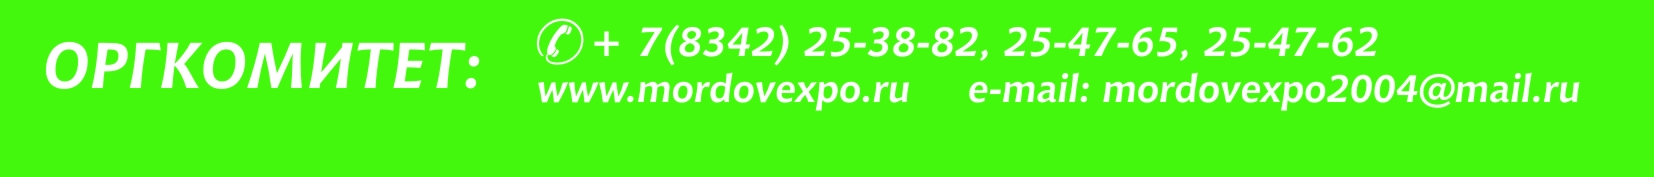 ОРГКОМИТЕТ:
✆ + 7(8342) 25-38-82, 25-47-65, 25-47-62
www.mordovexpo.ru e-mail: mordovexpo2004@mail.ru